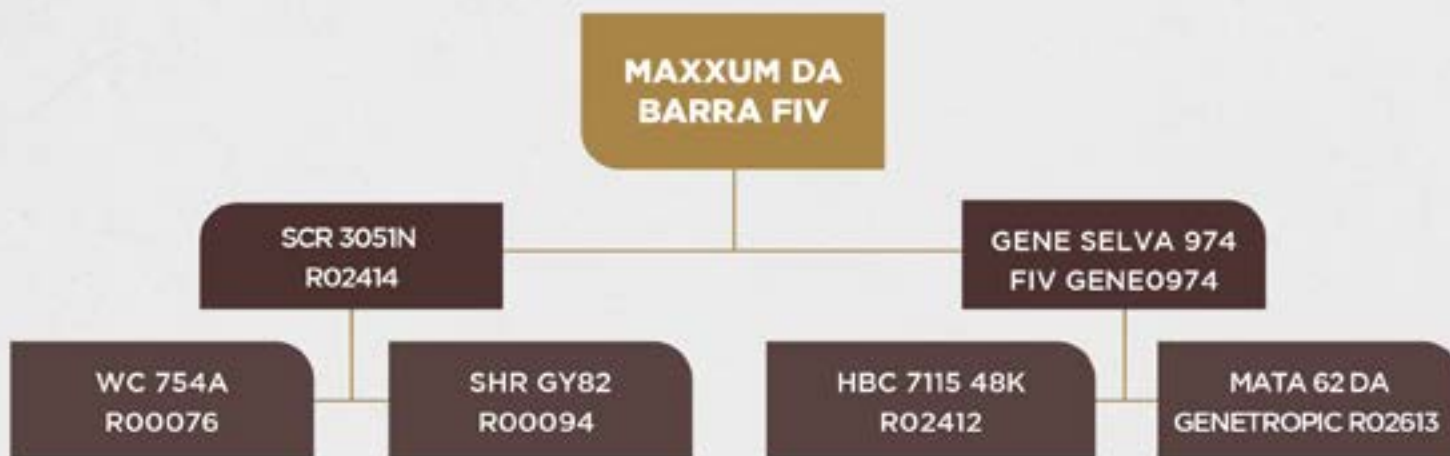 MAXXUM DA
BARRA FIV
SCR 3051N
R02414
GENE SELVA 974
FIV GENE0974
WC 754A
R00076
SHR GY82
R00094
HBC 7115 48K
R02412
MATA 62 DA
GENETROPIC R02613